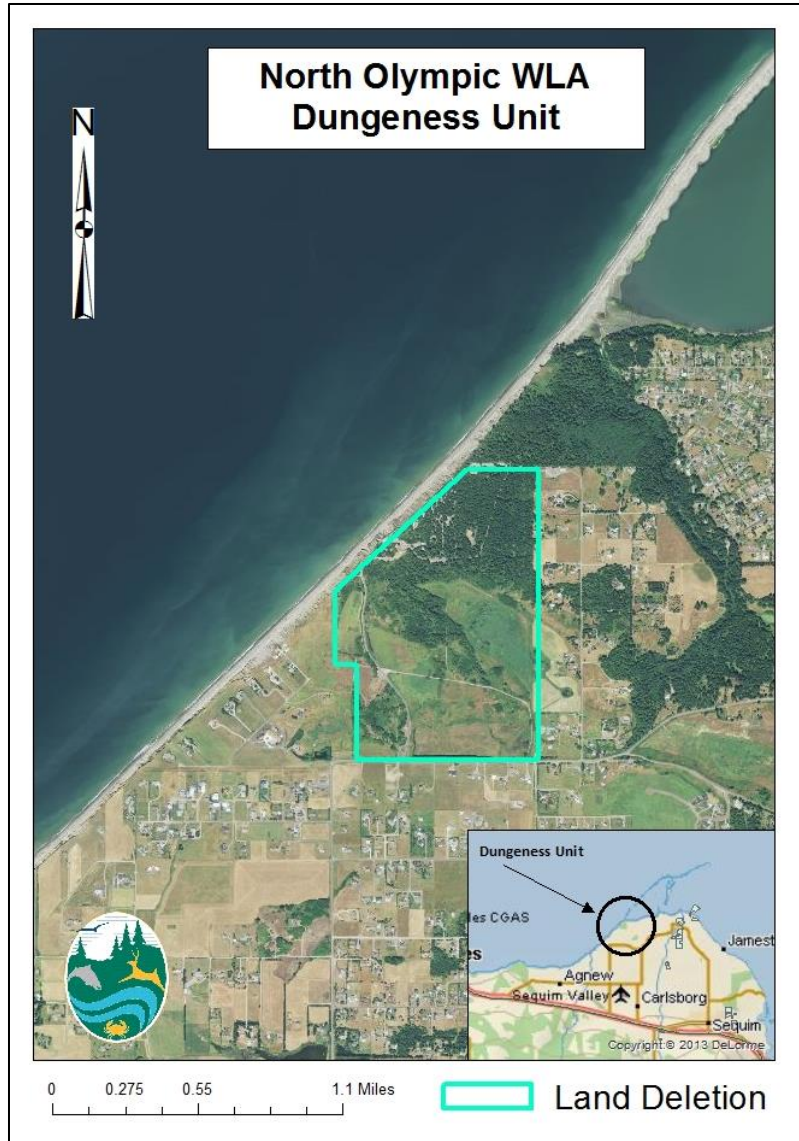 North Olympic WLA
Dungeness Unit
N
Dungeness Unit
les CGAS
es
Jamest
Agnew
Sequim Valley
Carlsborg
Sequim
Copyright:© 2013 DeLorme
0 0.275 0.55 1.1 Miles
Land Deletion